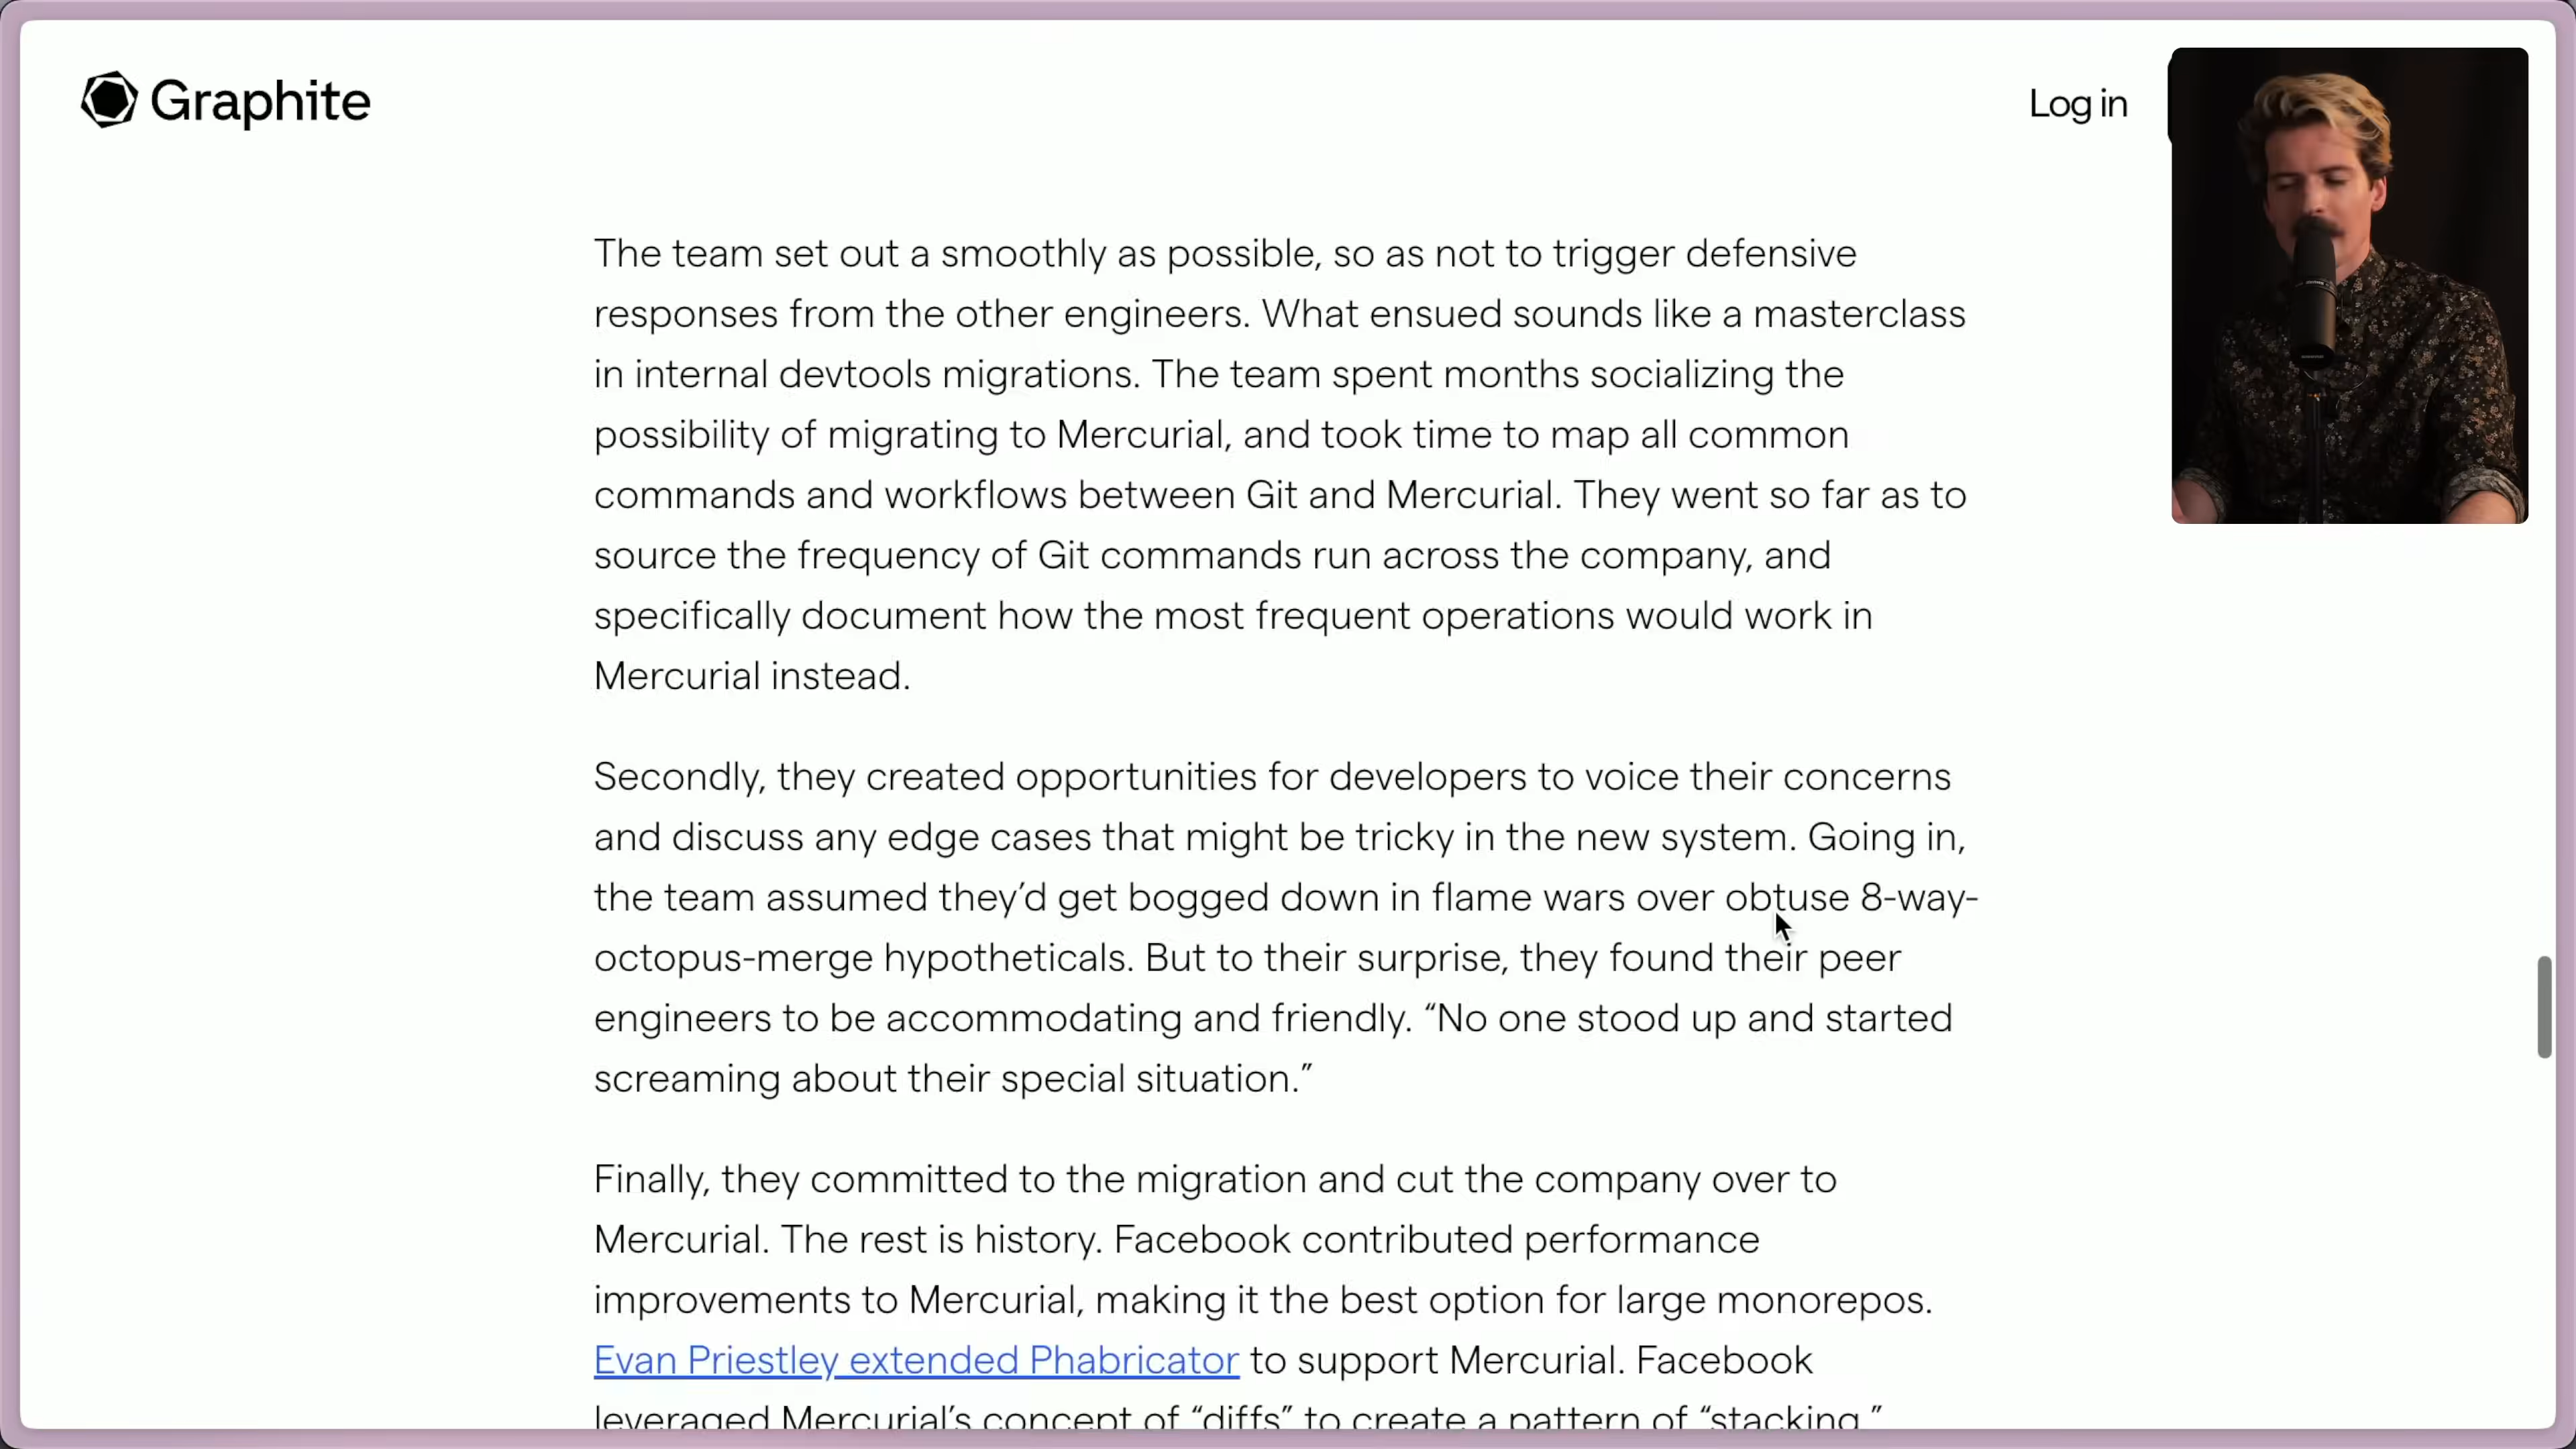 Graphite
Log in
The team set out a smoothly as possible, so as not to trigger defensive
responses from the other engineers. What ensued sounds like a masterclass
in internal devtools migrations. The team spent months socializing the
possibility of migrating to Mercurial, and took time to map all common
commands and workflows between Git and Mercurial. They went so far as to
source the frequency of Git commands run across the company, and
specifically document how the most frequent operations would work in
Mercurial instead.
Secondly, they created opportunities for developers to voice their concerns
and discuss any edge cases that might be tricky in the new system. Going in,
the team assumed they’d get bogged down in flame wars over obtuse 8-way-
octopus-merge hypotheticals. But to their surprise, they found their peer
engineers to be accommodating and friendly. “No one stood up and started
screaming about their special situation.”
Finally, they committed to the migration and cut the company over to
Mercurial. The rest is history. Facebook contributed performance
improvements to Mercurial, making it the best option for large monorepos.
Evan Priestley extended Phabricator to support Mercurial. Facebook
leveraged Mercurial’s concept of “diffs” to create a pattern of “stacking,”